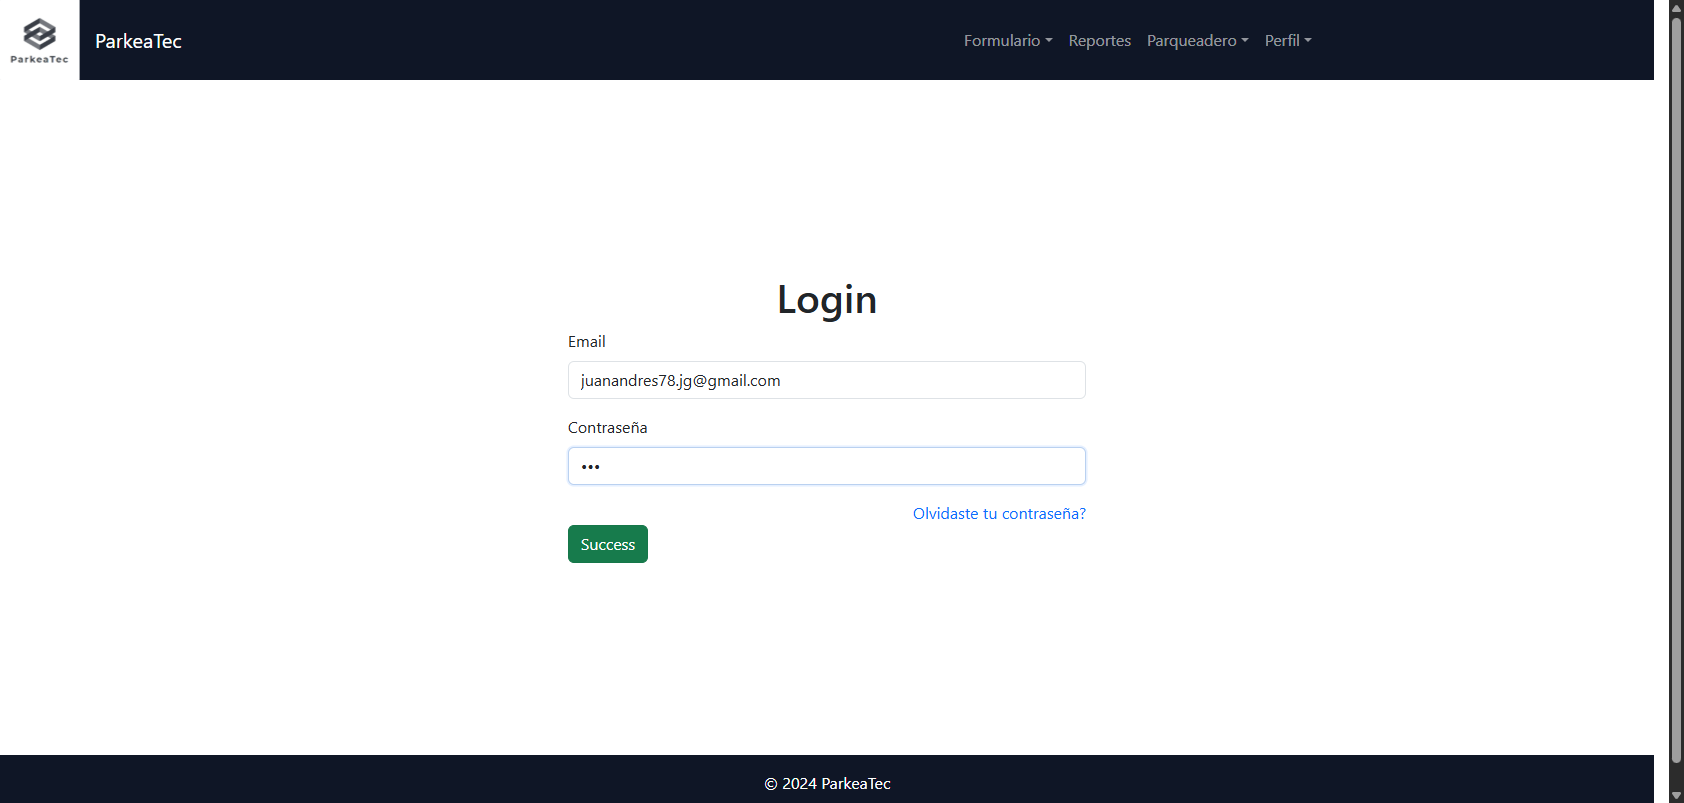 ParkeaTec
ParkeaTec
Formulario Reportes Parqueadero Perfil
Login
Email
juanandres78.jg@gmail.com
Contraseña
•••
Olvidaste tu contraseña?
Success
© 2024 ParkeaTec